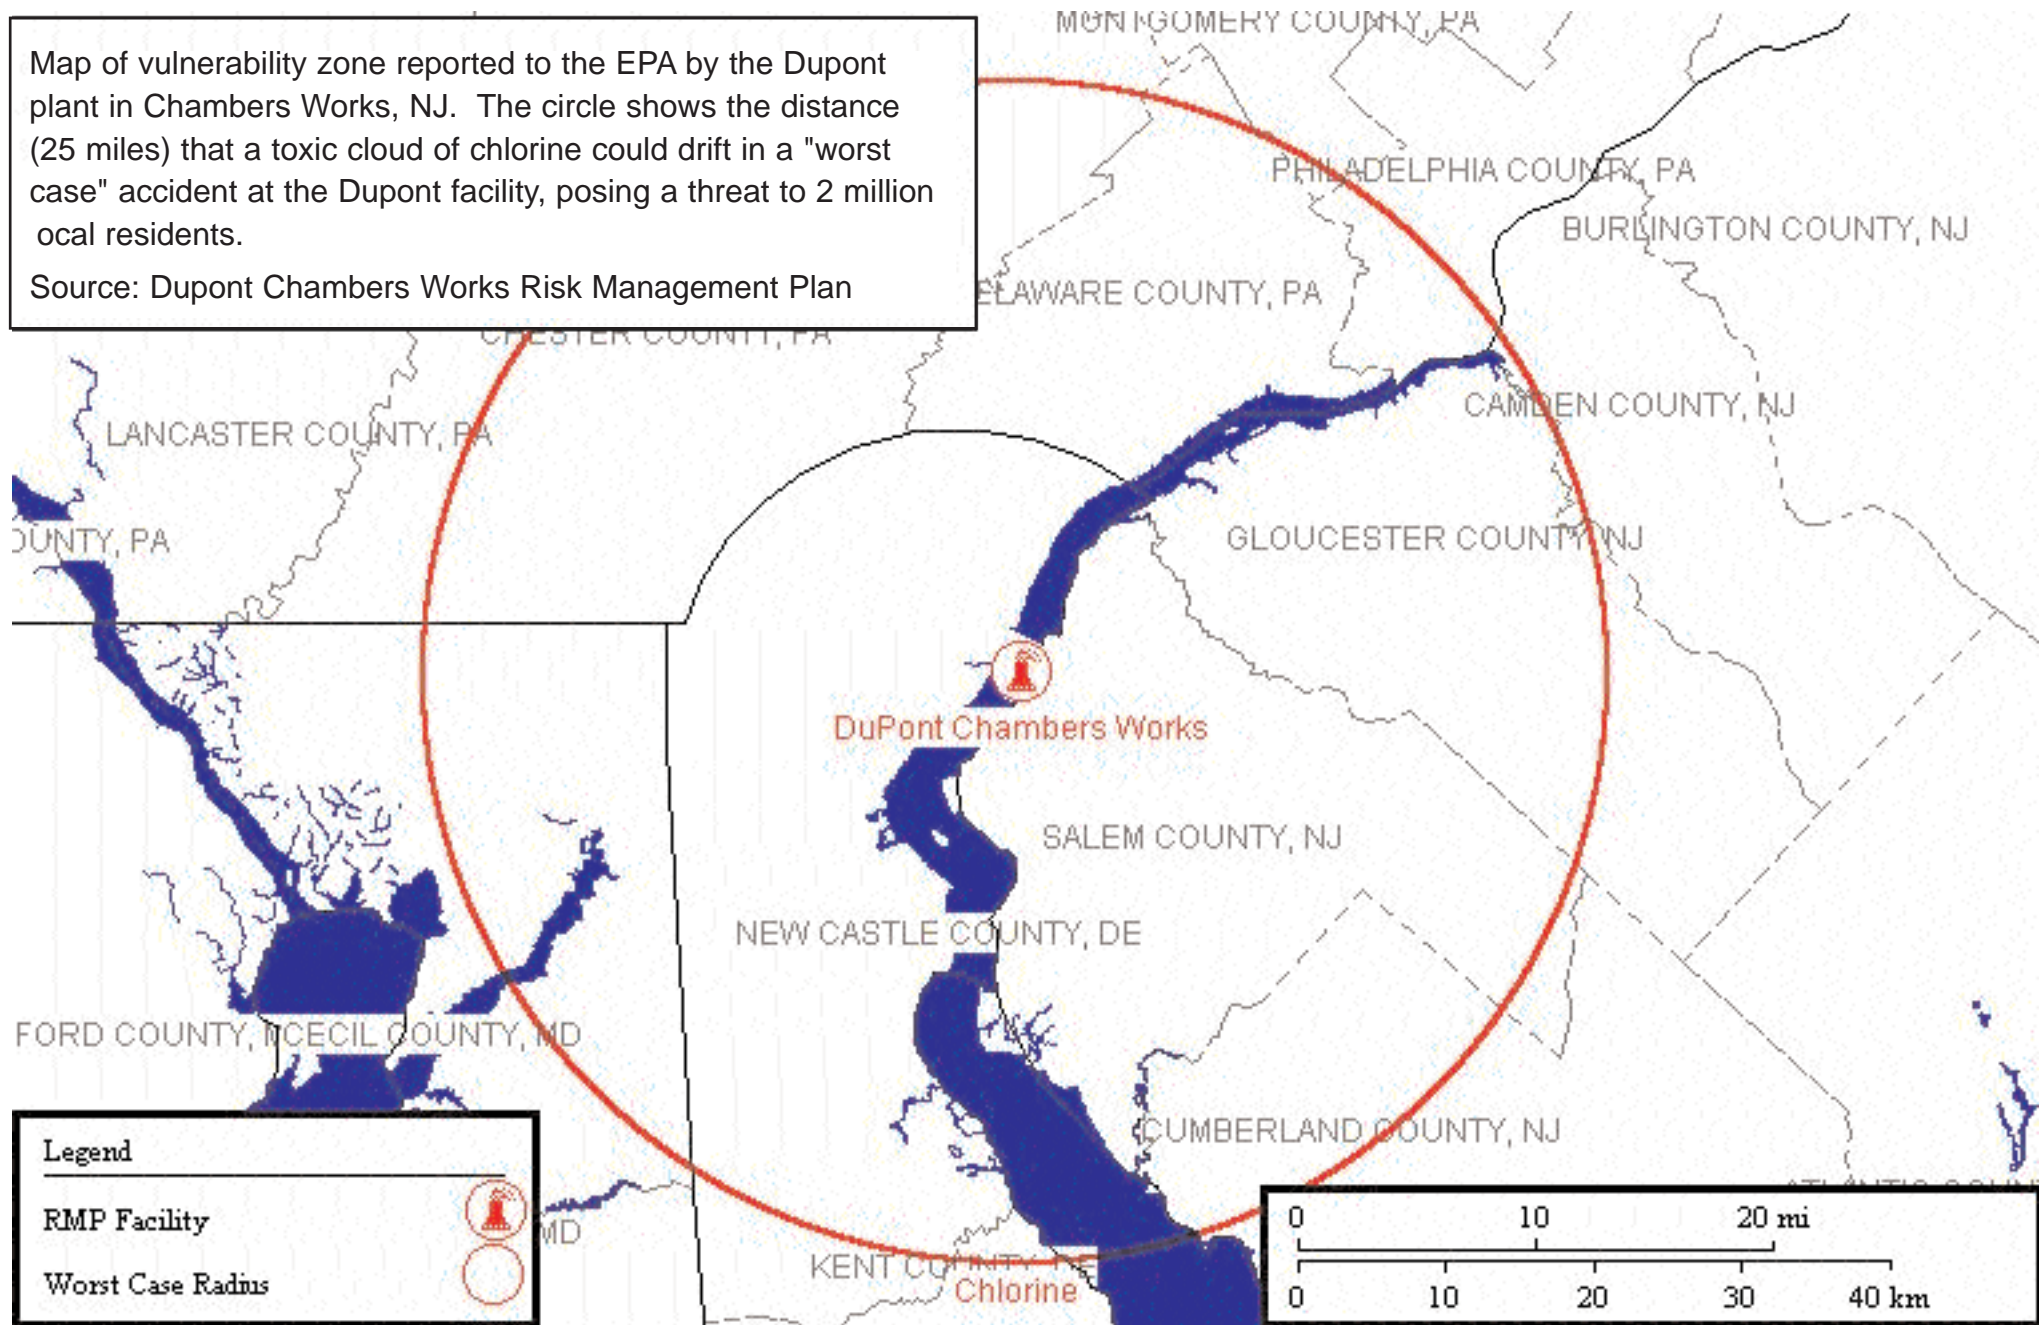 Map of vulnerability zone reported to the EPA by the Dupont
plant in Chambers Works, NJ. The circle shows the distance
(25 miles) that a toxic cloud of chlorine could drift in a "worst
case" accident at the Dupont facility, posing a threat to 2 million
ocal residents.
Source: Dupont Chambers Works Risk Management Plan
MONTGOMERY COUNTY, PA
PHILADELPHIA COUNTY, PA
BURLINGTON COUNTY, NJ
ELAWARE COUNTY, PA
CHESTER COUNTY, PA
LANCASTER COUNTY, PA
CAMDEN COUNTY, NJ
OUNTY, PA
GLOUCESTER COUNTY, NJ
DuPont Chambers Works
SALEM COUNTY, NJ
NEW CASTLE COUNTY, DE
FORD COUNTY, CECIL COUNTY, MD
CUMBERLAND COUNTY, NJ
MD
KENT COUNTY
Chlorine
Legend
RMP Facility
Worst Case Radius
0 10 20 mi
0 10 20 30 40 km